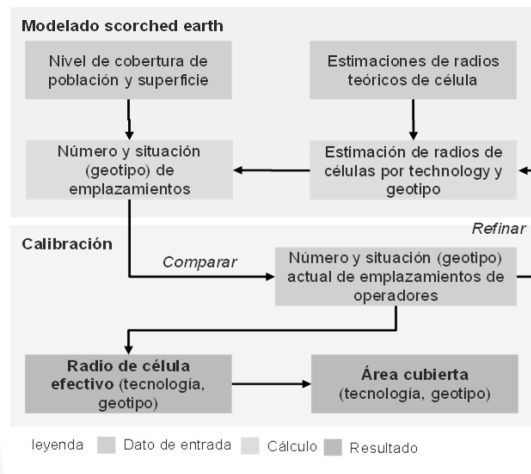 Modelado scorched earth
Nivel de cobertura de
población y superficie
Estimaciones de radios
teóricos de célula
Número y situación
(geotipo) de
emplazamientos
Estimación de radios de
células por technology y
geotipo
Refinar
Calibración
Comparar
Número y situación (geotipo)
actual de emplazamientos de
operadores
Radio de célula
efectivo (tecnología,
geotipo)
Área cubierta
(tecnología, geotipo)
leyenda
Dato de entrada
Cálculo
Resultado